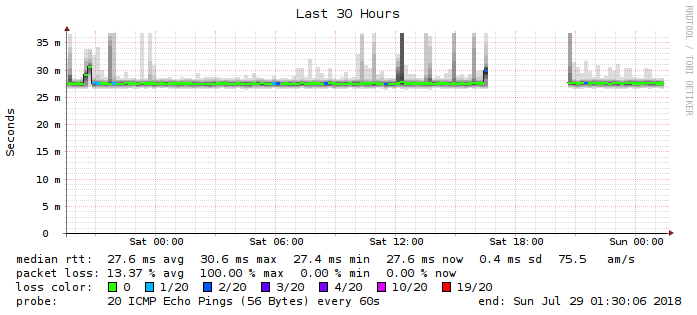 Last 30 Hours
RRDTOOL / TOBI OETIKER
Seconds
35 m
30 m
25 m
20 m
15 m
10 m
5 m
0
Sat 00:00 Sat 06:00 Sat 12:00 Sat 18:00 Sun 00:00
median rtt: 27.6 ms avg 30.6 ms max 27.4 ms min 27.6 ms now 0.4 ms sd 75.5 am/s
packet loss: 13.37 % avg 100.00 % max 0.00 % min 0.00 % now
loss color: 0 1/20 2/20 3/20 4/20 10/20 19/20
probe: 20 ICMP Echo Pings (56 Bytes) every 60s end: Sun Jul 29 01:30:06 2018